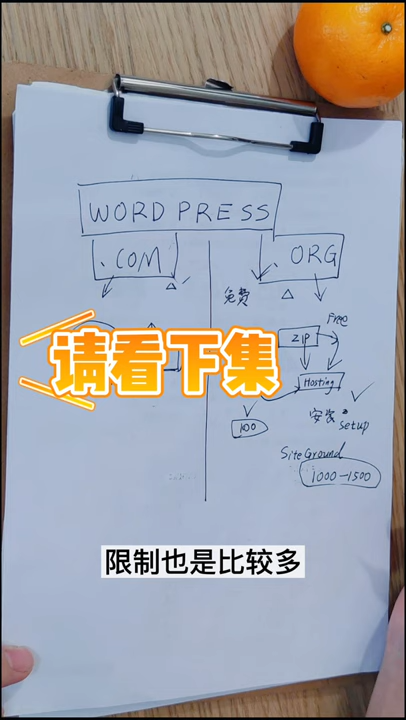 WORDPRESS
.COM
.ORG
免费
Free
ZIP
请看下集
Hosting
100
安装
setup
SiteGround
1000-1500
限制也是比较多